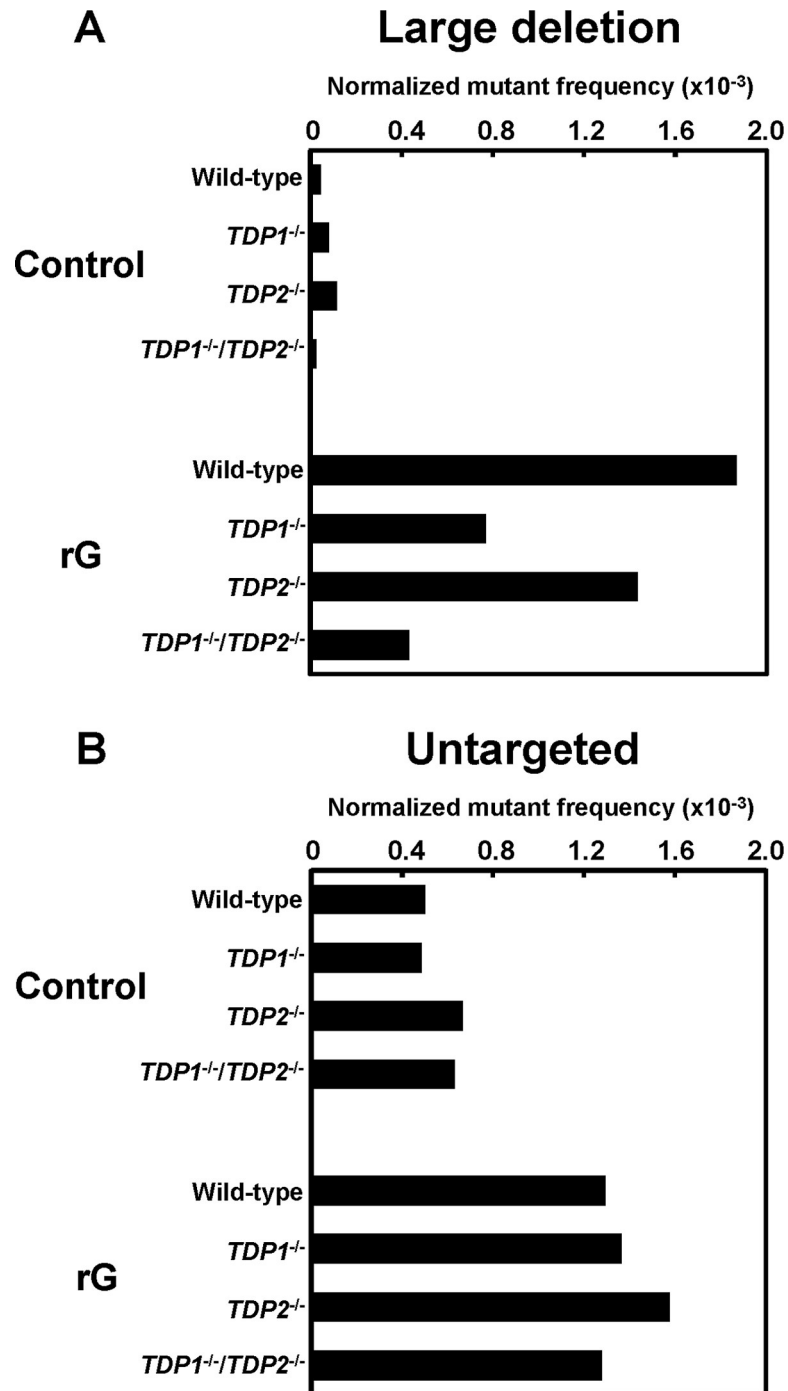 A Large deletion
Normalized mutant frequency (x10-3)
0 0.4 0.8 1.2 1.6 2.0
Wild-type
TDP1-/-
Control
TDP2-/-
TDP1-/-/TDP2-/-
Wild-type
TDP1-/-
rG
TDP2-/-
TDP1-/-/TDP2-/-
B Untargeted
Normalized mutant frequency (x10-3)
0 0.4 0.8 1.2 1.6 2.0
Wild-type
TDP1-/-
Control
TDP2-/-
TDP1-/-/TDP2-/-
Wild-type
TDP1-/-
rG
TDP2-/-
TDP1-/-/TDP2-/-